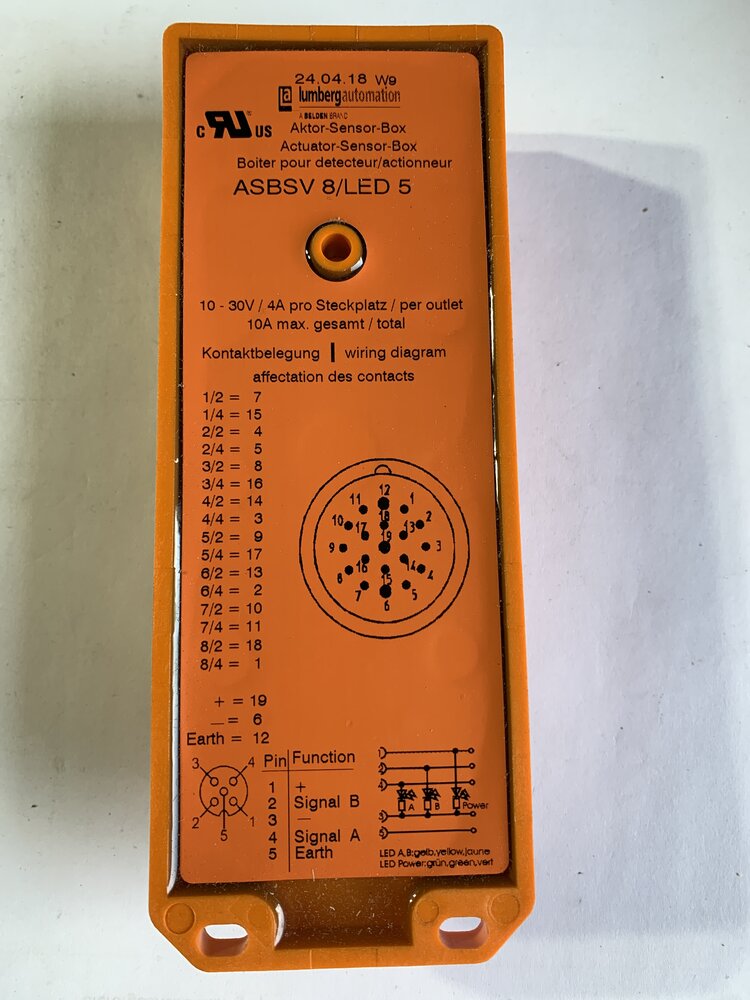 24.04.18 W9
lumbergautomation
A BELDEN BRAND
c RU US ®
Aktor-Sensor-Box
Actuator-Sensor-Box
Boiter pour detecteur/actionneur
ASBSV 8/LED 5
10 - 30V / 4A pro Steckplatz / per outlet
10A max. gesamt / total
Kontaktbelegung | wiring diagram
affectation des contacts
1/2 = 7
1/4 = 15
2/2 = 4
2/4 = 5
3/2 = 8
3/4 = 16
4/2 = 14
4/4 = 3
5/2 = 9
5/4 = 17
6/2 = 13
6/4 = 2
7/2 = 10
7/4 = 11
8/2 = 18
8/4 = 1
+ = 19
— = 6
Earth = 12
12
11 1
10 17 18 13 2
9 19 3
8 16 15 14 4
7 5
6
3 4
2 1
5
Pin Function
1 +
2 Signal B
3 —
4 Signal A
5 Earth
1
2
4
A B Power
3
5
LED A,B:gelb,yellow,jaune
LED Power:grün,green,vert